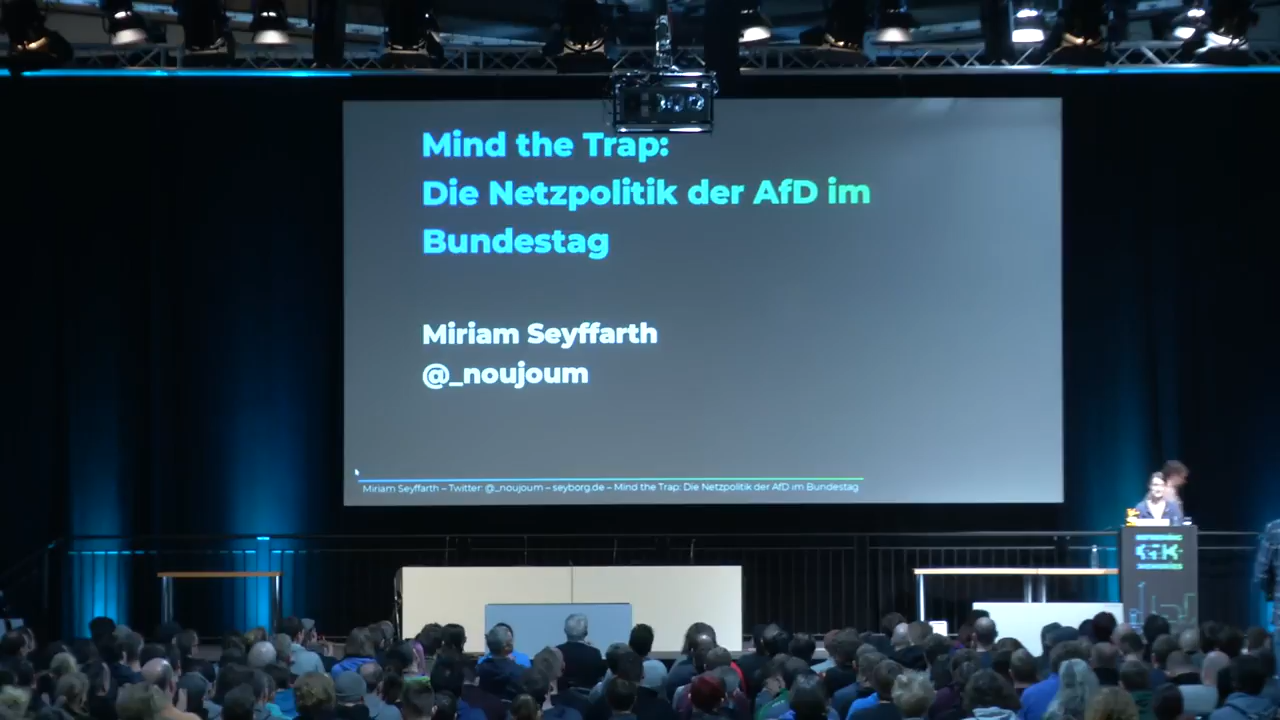 Mind the Trap:
Die Netzpolitik der AfD im
Bundestag
Miriam Seyffarth
@_noujoum
Miriam Seyffarth – Twitter: @_noujoum – seyborg.de – Mind the Trap: Die Netzpolitik der AfD im Bundestag
MEMORIES